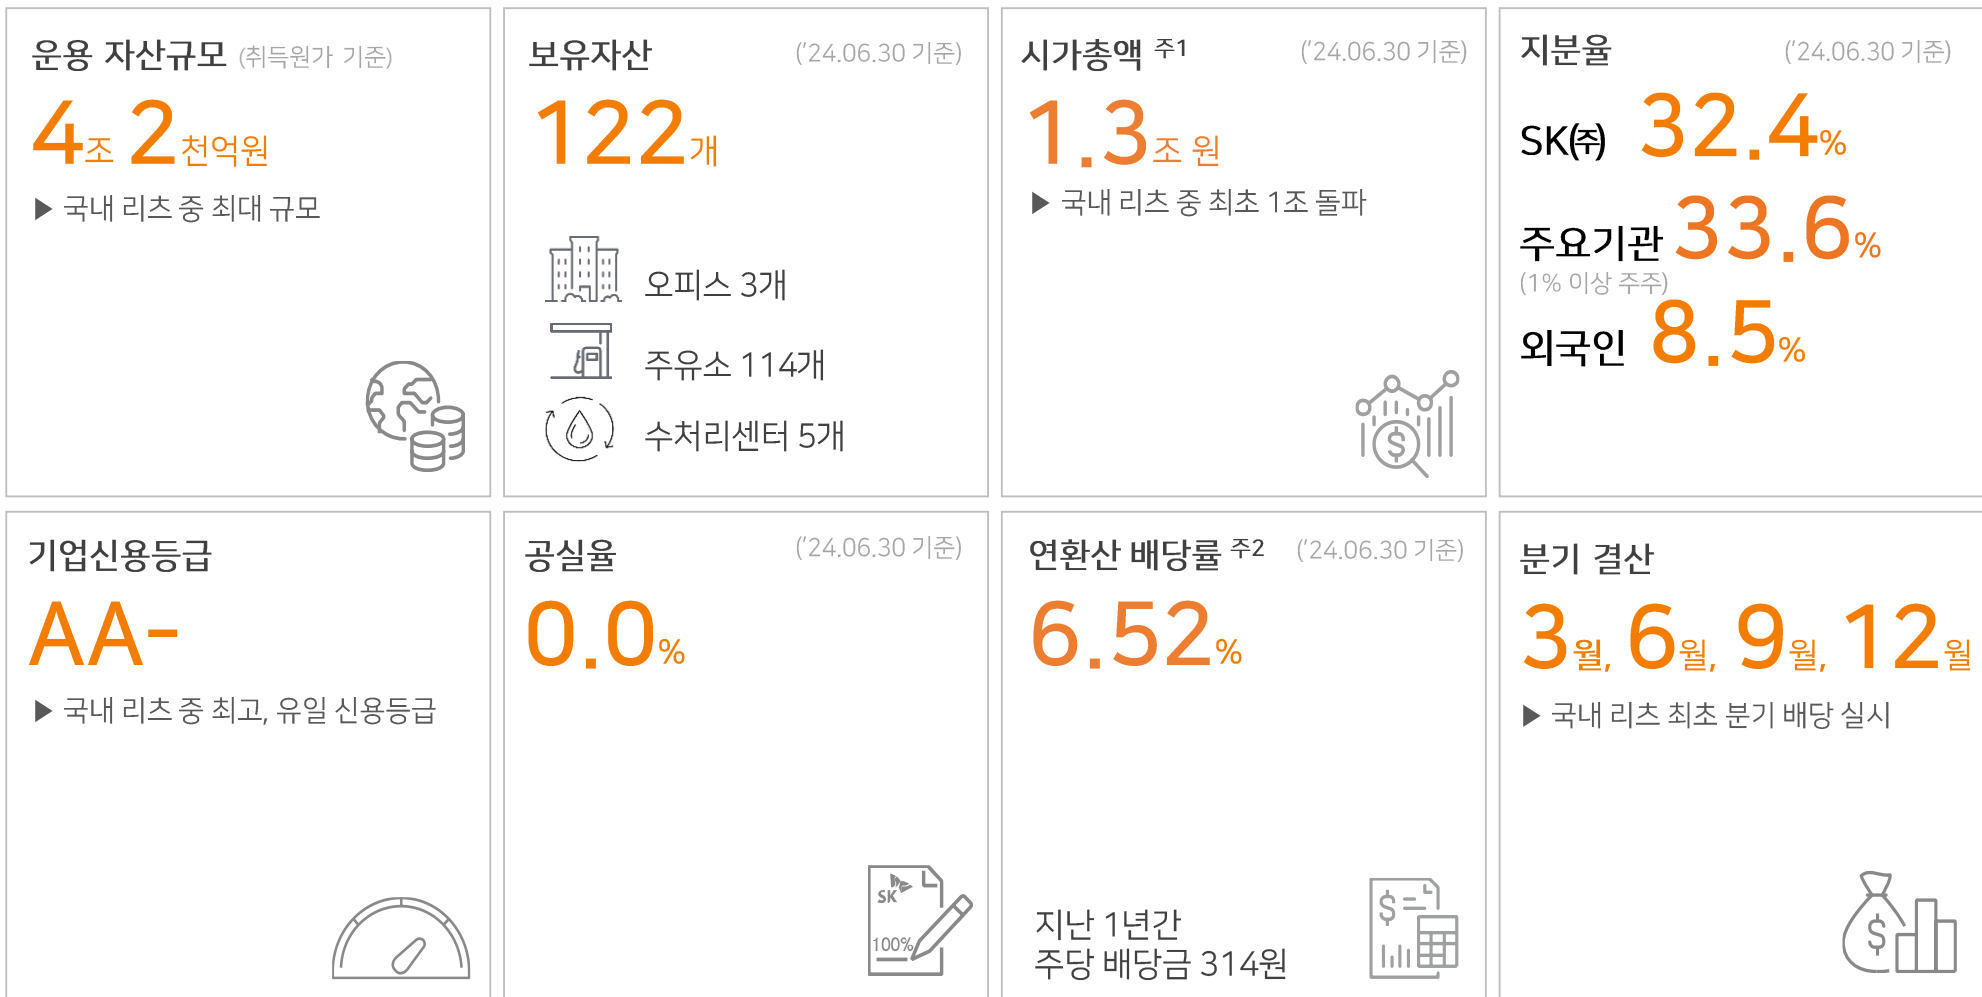 운용 자산규모 (취득원가 기준)
4조 2천억원
▶ 국내 리츠 중 최대 규모
보유자산 ('24.06.30 기준)
122개
오피스 3개
주유소 114개
수처리센터 5개
시가총액 주1 ('24.06.30 기준)
1.3조 원
▶ 국내 리츠 중 최초 1조 돌파
지분율 ('24.06.30 기준)
SK㈜ 32.4%
주요기관 33.6%
(1% 이상 주주)
외국인 8.5%
기업신용등급
AA-
▶ 국내 리츠 중 최고, 유일 신용등급
공실율 ('24.06.30 기준)
0.0%
SK
100%
연환산 배당률 주2 ('24.06.30 기준)
6.52%
지난 1년간
주당 배당금 314원
분기 결산
3월, 6월, 9월, 12월
▶ 국내 리츠 최초 분기 배당 실시